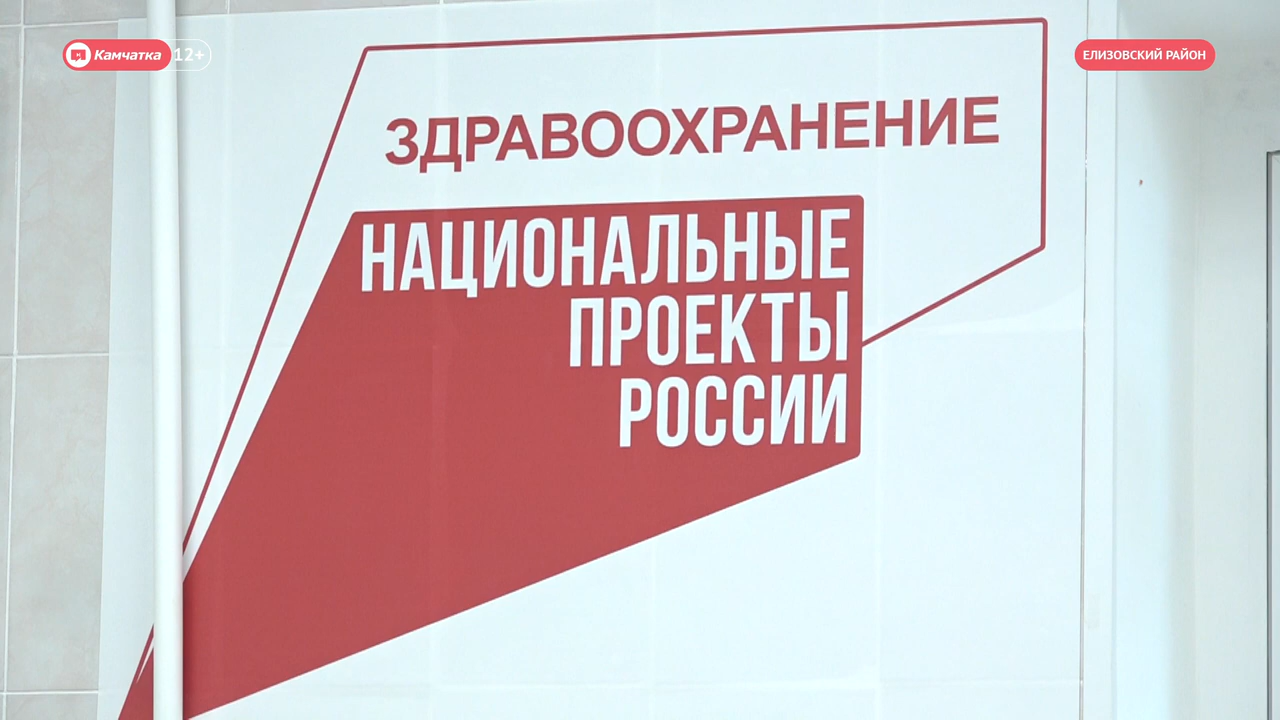 Камчатка 12+
ЕЛИЗОВСКИЙ РАЙОН
ЗДРАВООХРАНЕНИЕ
НАЦИОНАЛЬНЫЕ
ПРОЕКТЫ
РОССИИ